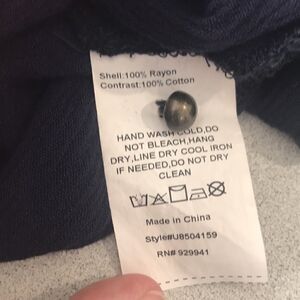 Shell:100% Rayon
Contrast:100% Cotton
HAND WASH COLD,DO
NOT BLEACH,HANG
DRY,LINE DRY COOL IRON
IF NEEDED,DO NOT DRY
CLEAN
Made in China
Style#U8504159
RN# 929941